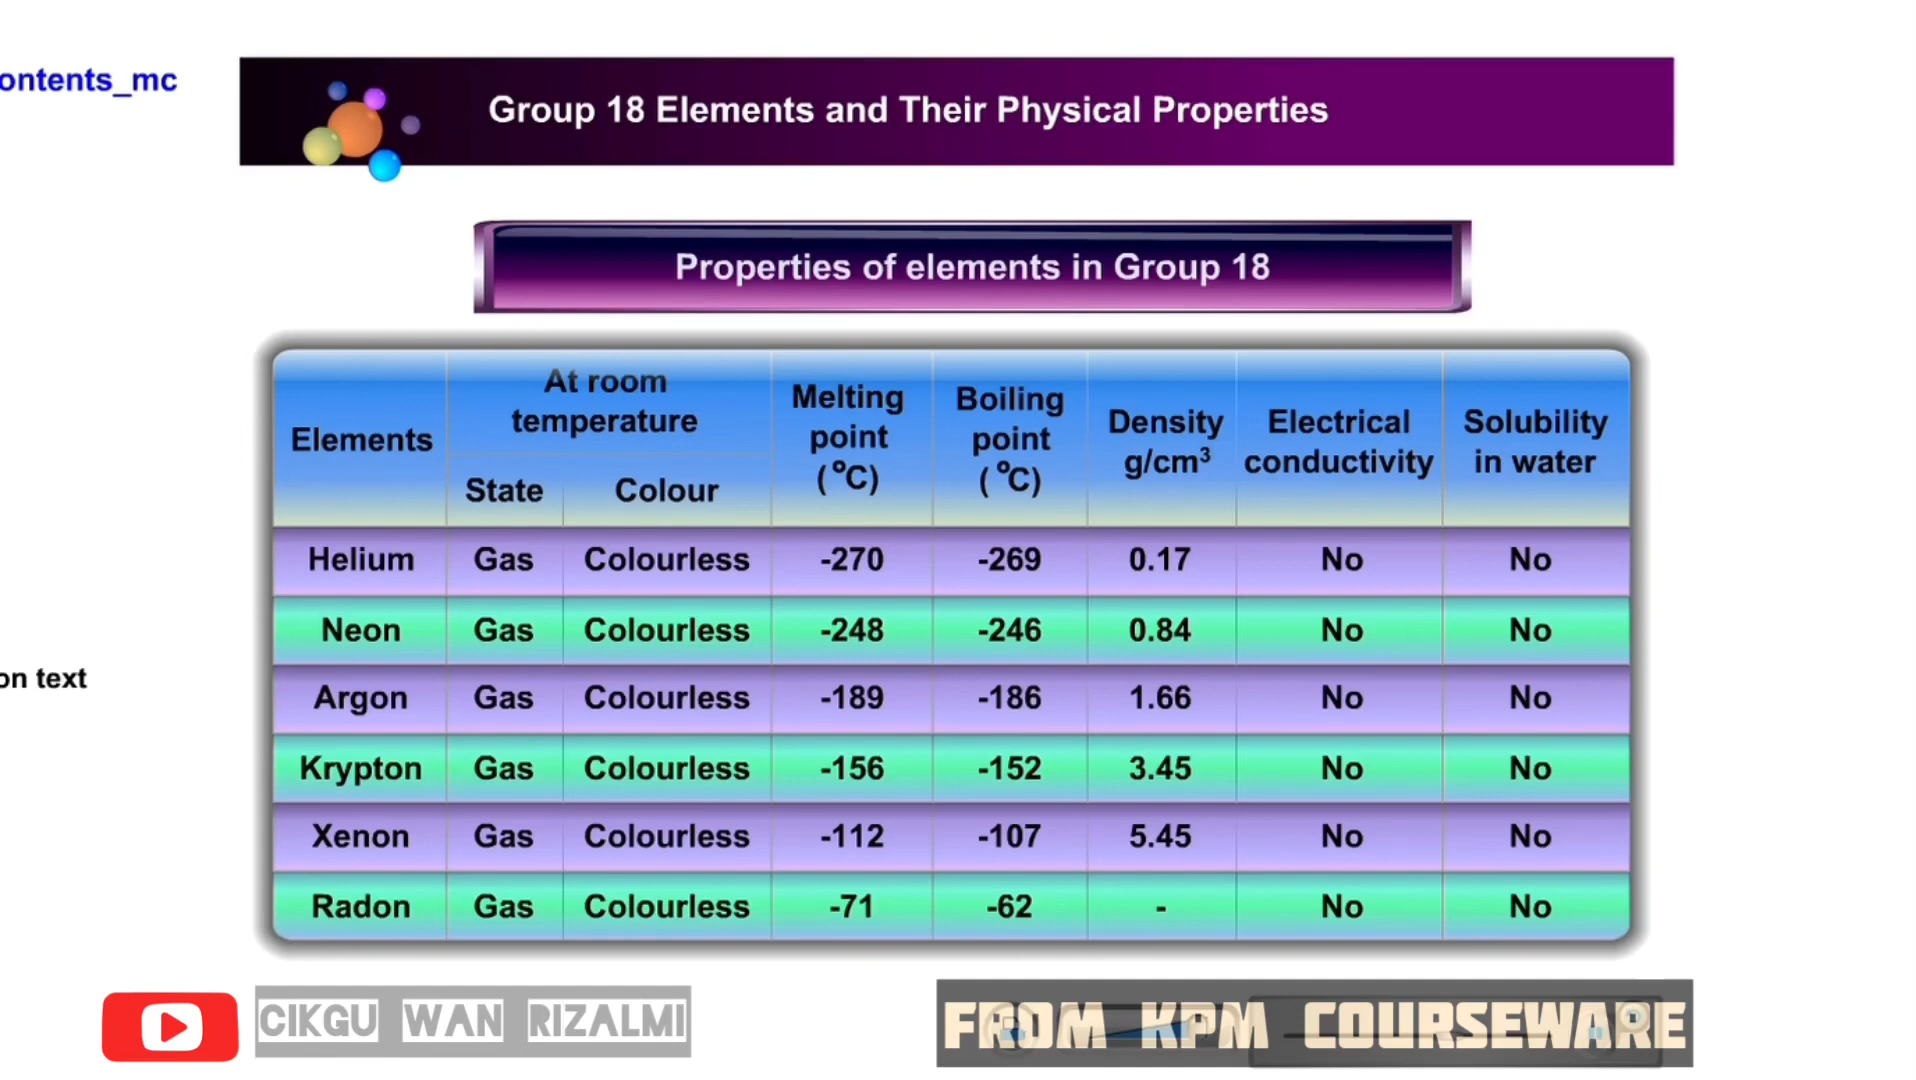 ontents_mc
Group 18 Elements and Their Physical Properties
Properties of elements in Group 18
Elements At room temperature Melting point (°C) Boiling point (°C) Density g/cm³ Electrical conductivity Solubility in water
State Colour
Helium Gas Colourless -270 -269 0.17 No No
Neon Gas Colourless -248 -246 0.84 No No
on text
Argon Gas Colourless -189 -186 1.66 No No
Krypton Gas Colourless -156 -152 3.45 No No
Xenon Gas Colourless -112 -107 5.45 No No
Radon Gas Colourless -71 -62 - No No
CIKGU WAN RIZALMI
FROM KPM COURSEWARE